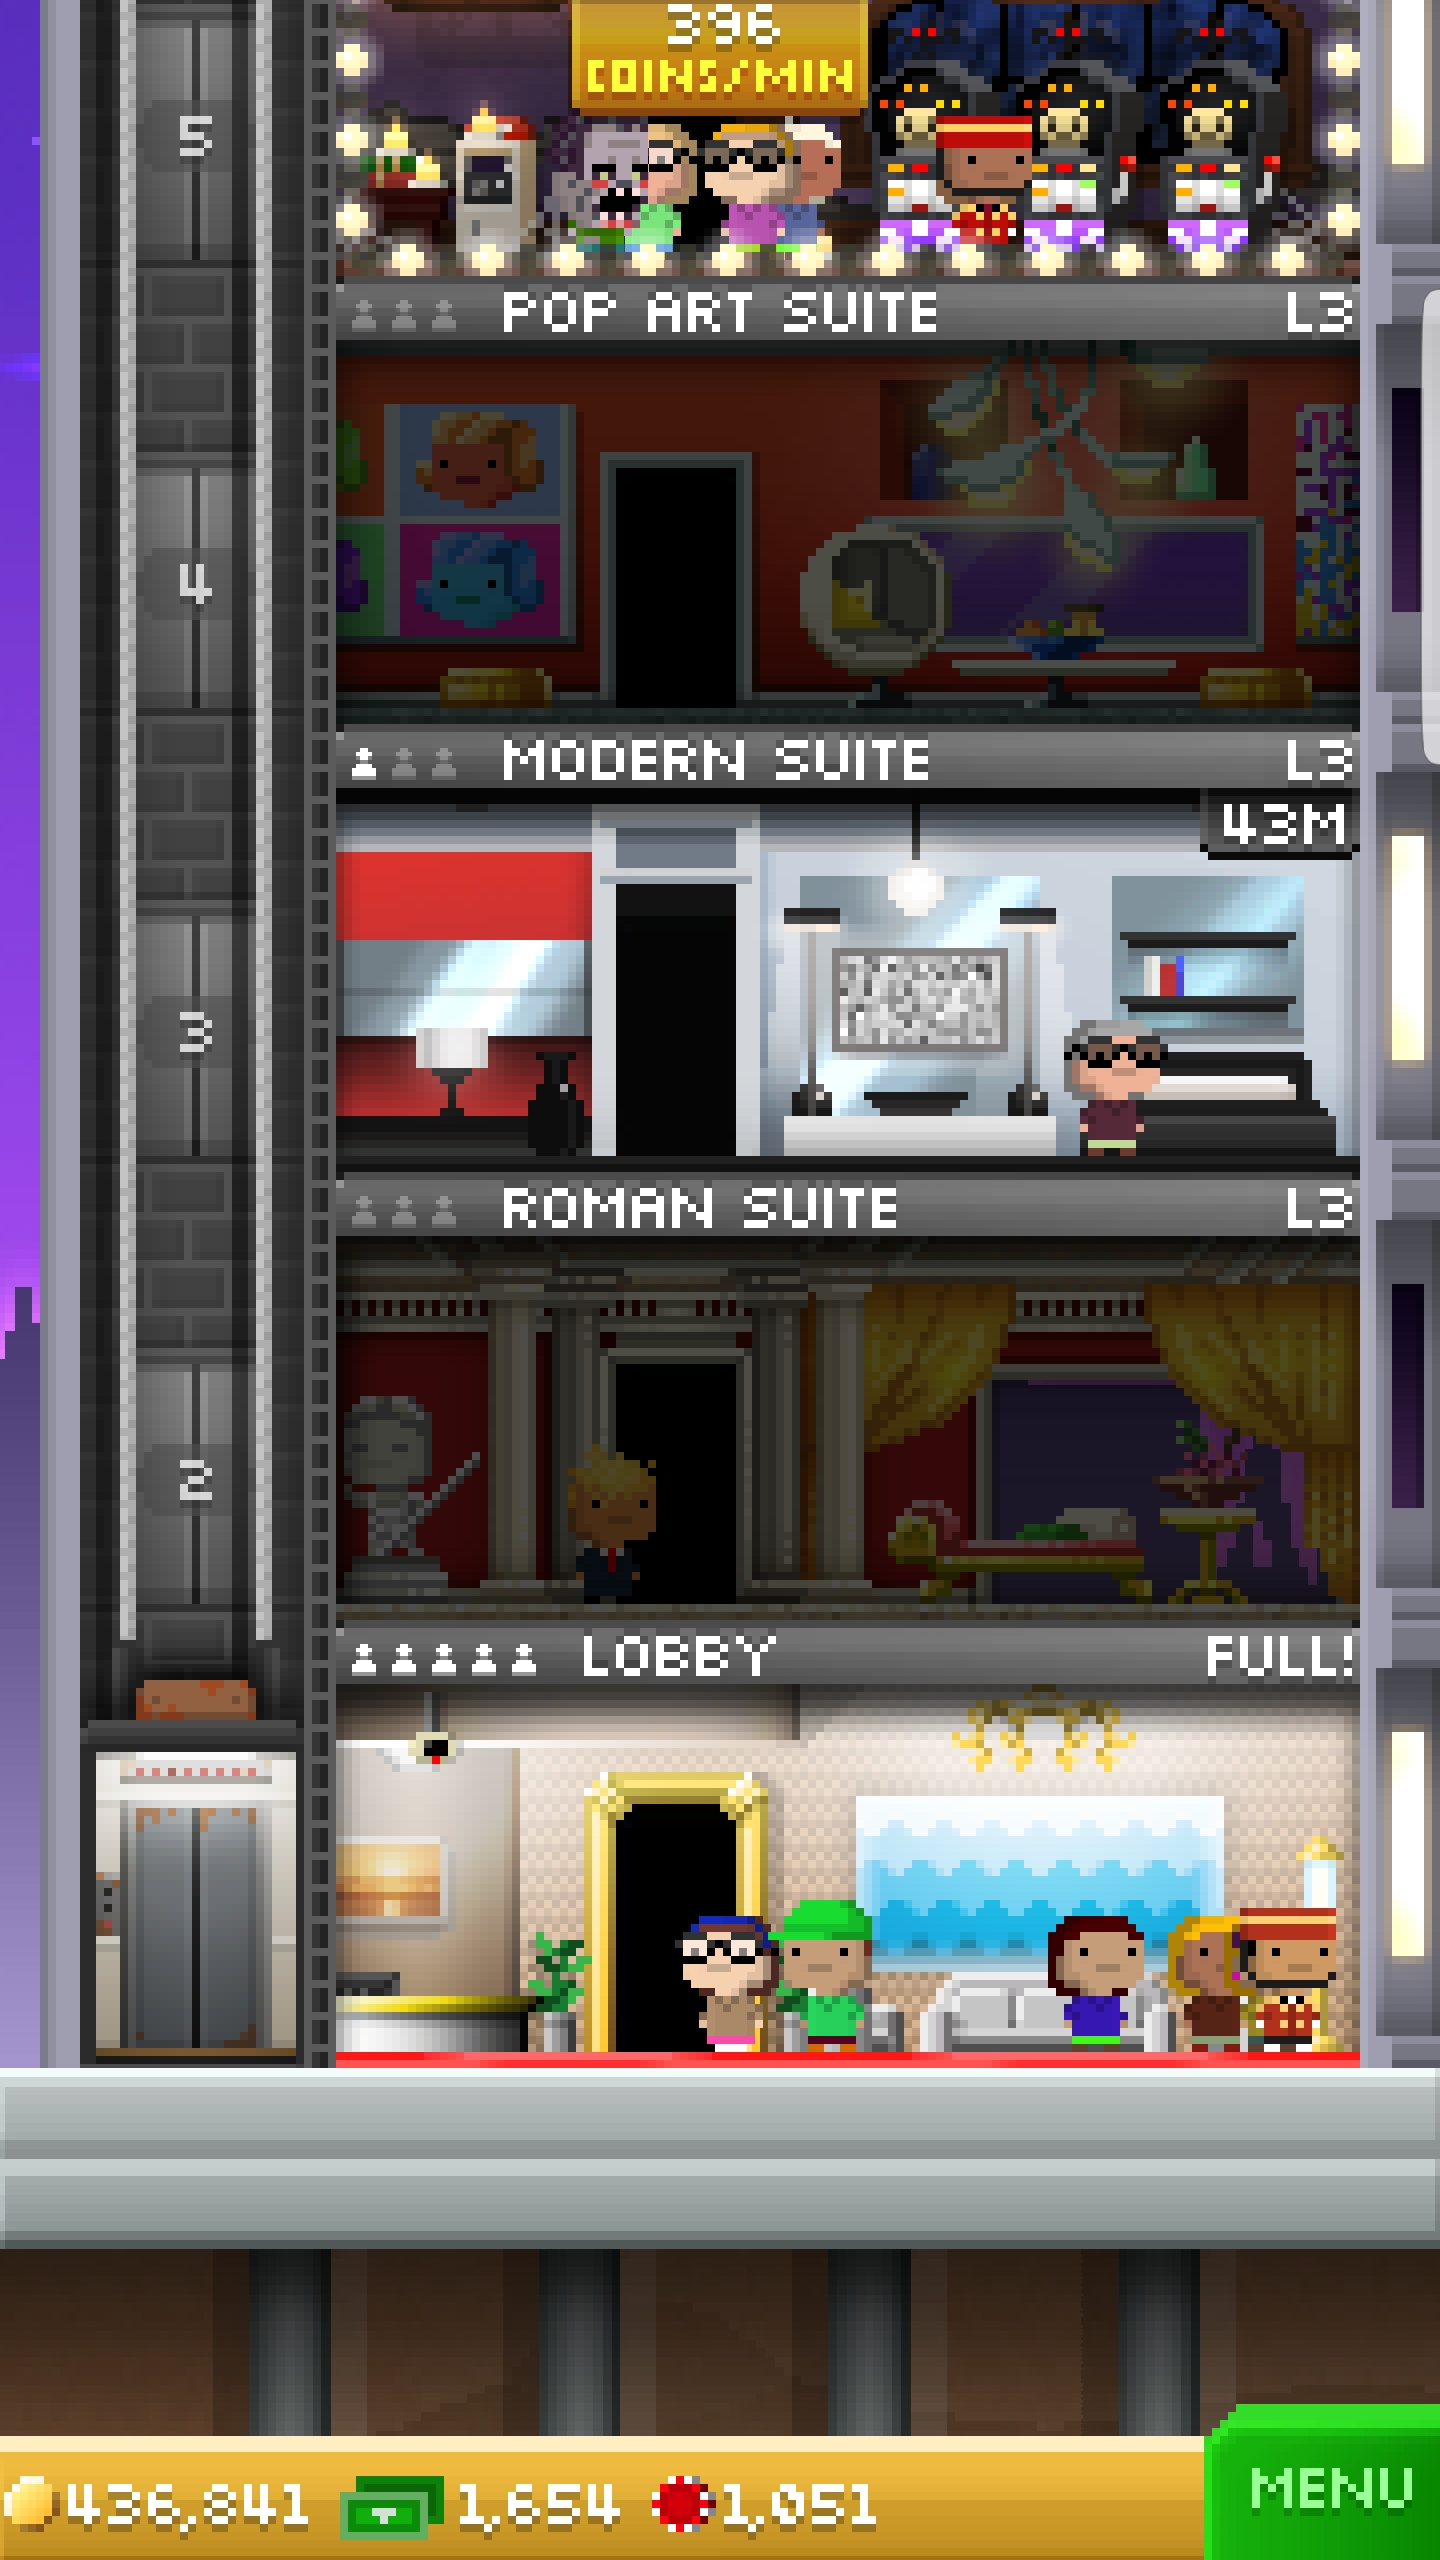 396
COINS/MIN
5
POP ART SUITE L3
4
MODERN SUITE L3
43M
3
ROMAN SUITE L3
2
LOBBY FULL!
436,841 1,654 1,051
MENU